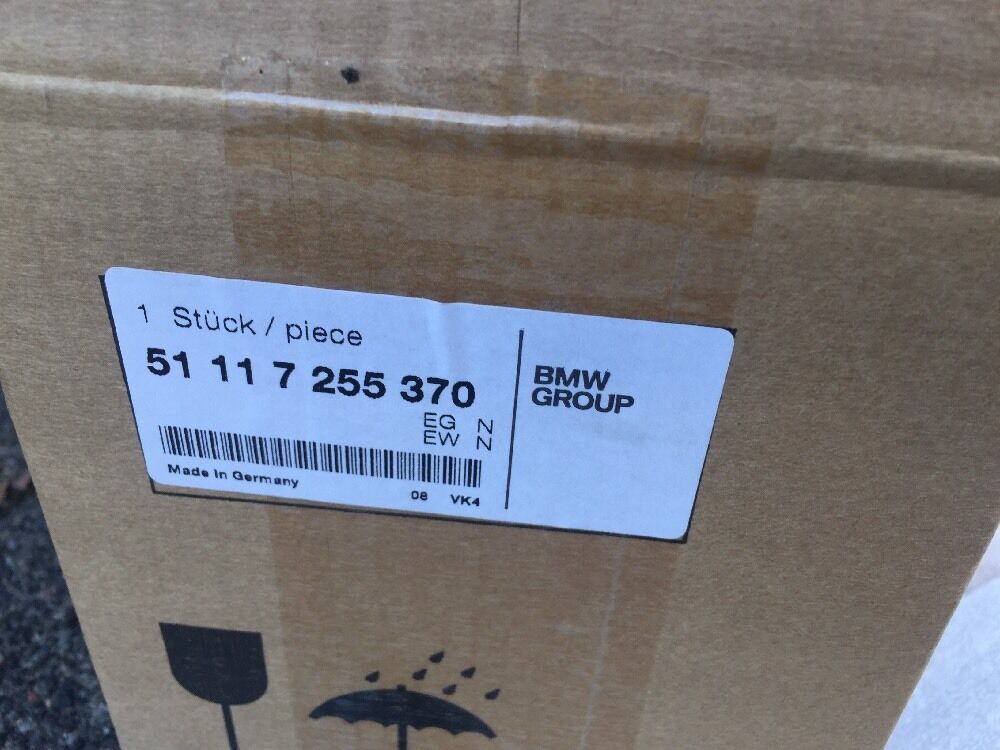 1 Stück / piece
51 11 7 255 370
EG N
EW N
Made in Germany
08 VK4
BMW
GROUP